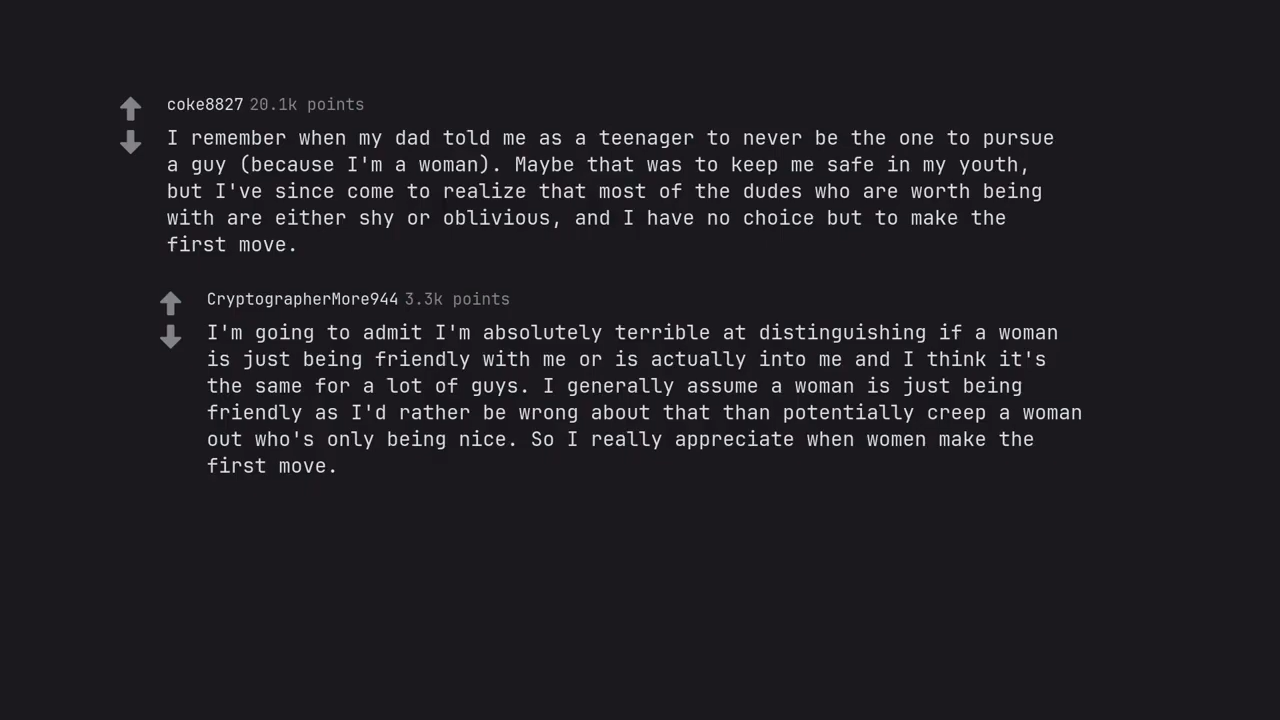 coke8827 20.1k points
I remember when my dad told me as a teenager to never be the one to pursue
a guy (because I'm a woman). Maybe that was to keep me safe in my youth,
but I've since come to realize that most of the dudes who are worth being
with are either shy or oblivious, and I have no choice but to make the
first move.
CryptographerMore944 3.3k points
I'm going to admit I'm absolutely terrible at distinguishing if a woman
is just being friendly with me or is actually into me and I think it's
the same for a lot of guys. I generally assume a woman is just being
friendly as I'd rather be wrong about that than potentially creep a woman
out who's only being nice. So I really appreciate when women make the
first move.